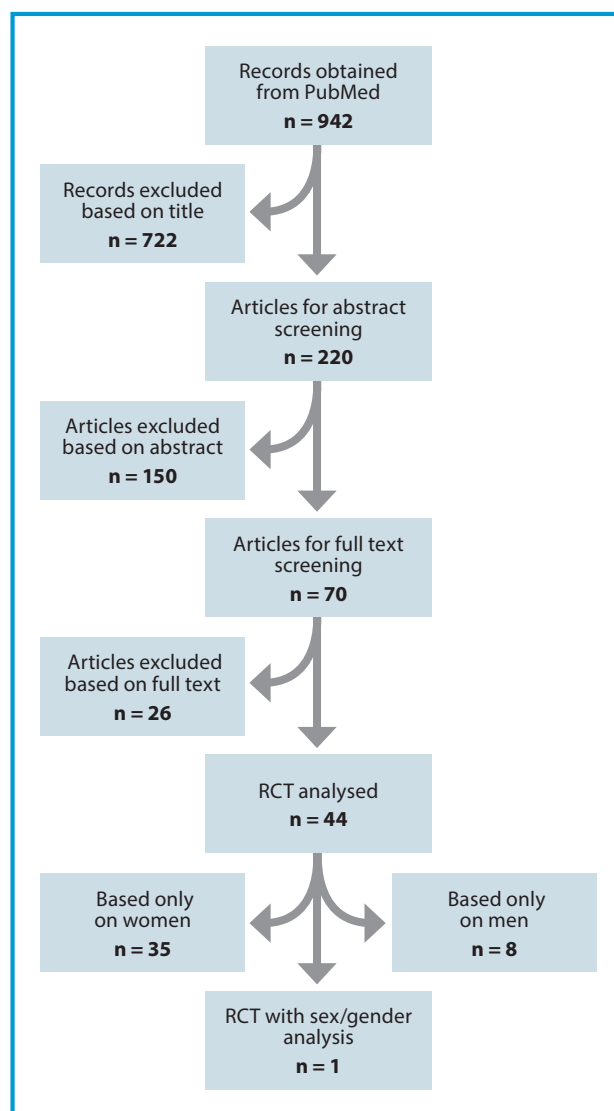 Records obtained
from PubMed
n = 942
Records excluded
based on title
n = 722
Articles for abstract
screening
n = 220
Articles excluded
based on abstract
n = 150
Articles for full text
screening
n = 70
Articles excluded
based on full text
n = 26
RCT analysed
n = 44
Based only
on women
n = 35
Based only
on men
n = 8
RCT with sex/gender
analysis
n = 1